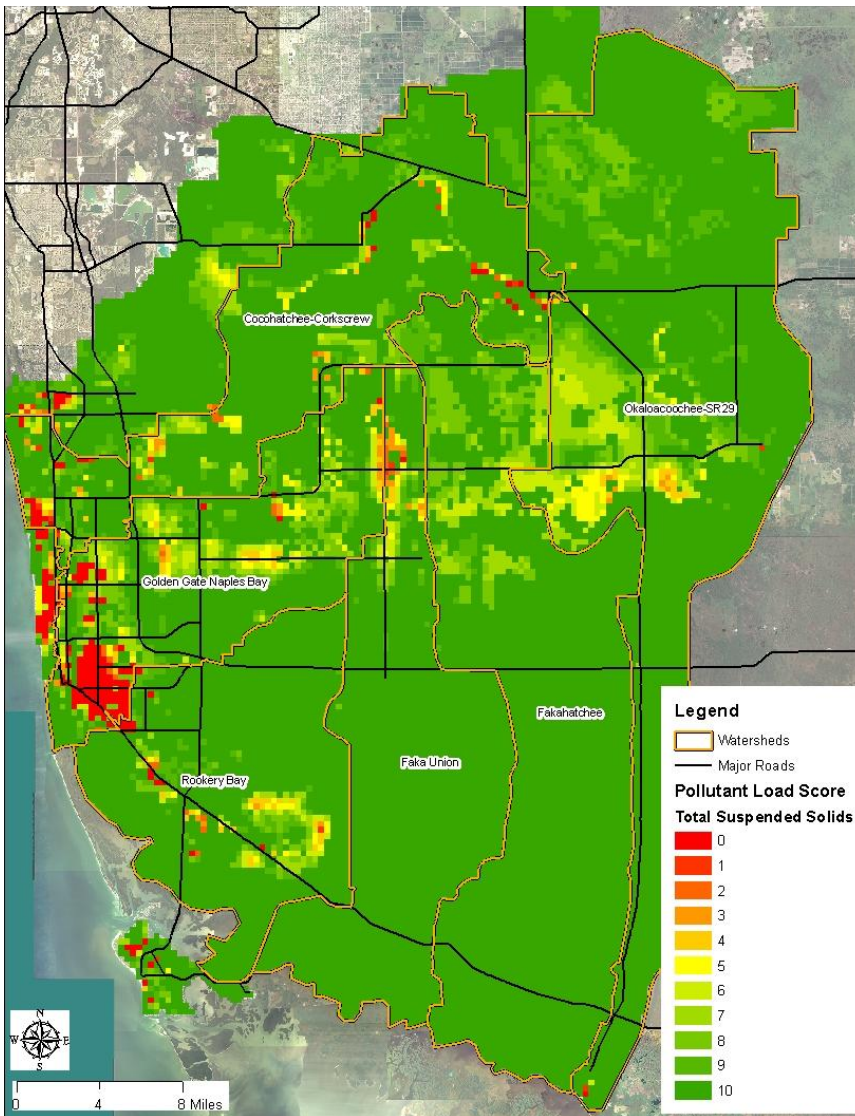 Cocohatchee-Corkscrew
Okaloacoochee-SR29
Golden Gate Naples Bay
Fakahatchee
Faka Union
Rookery Bay
Legend
Watersheds
Major Roads
Pollutant Load Score
Total Suspended Solids
0
1
2
3
4
5
6
7
8
9
10
N
W E
S
0 4 8 Miles